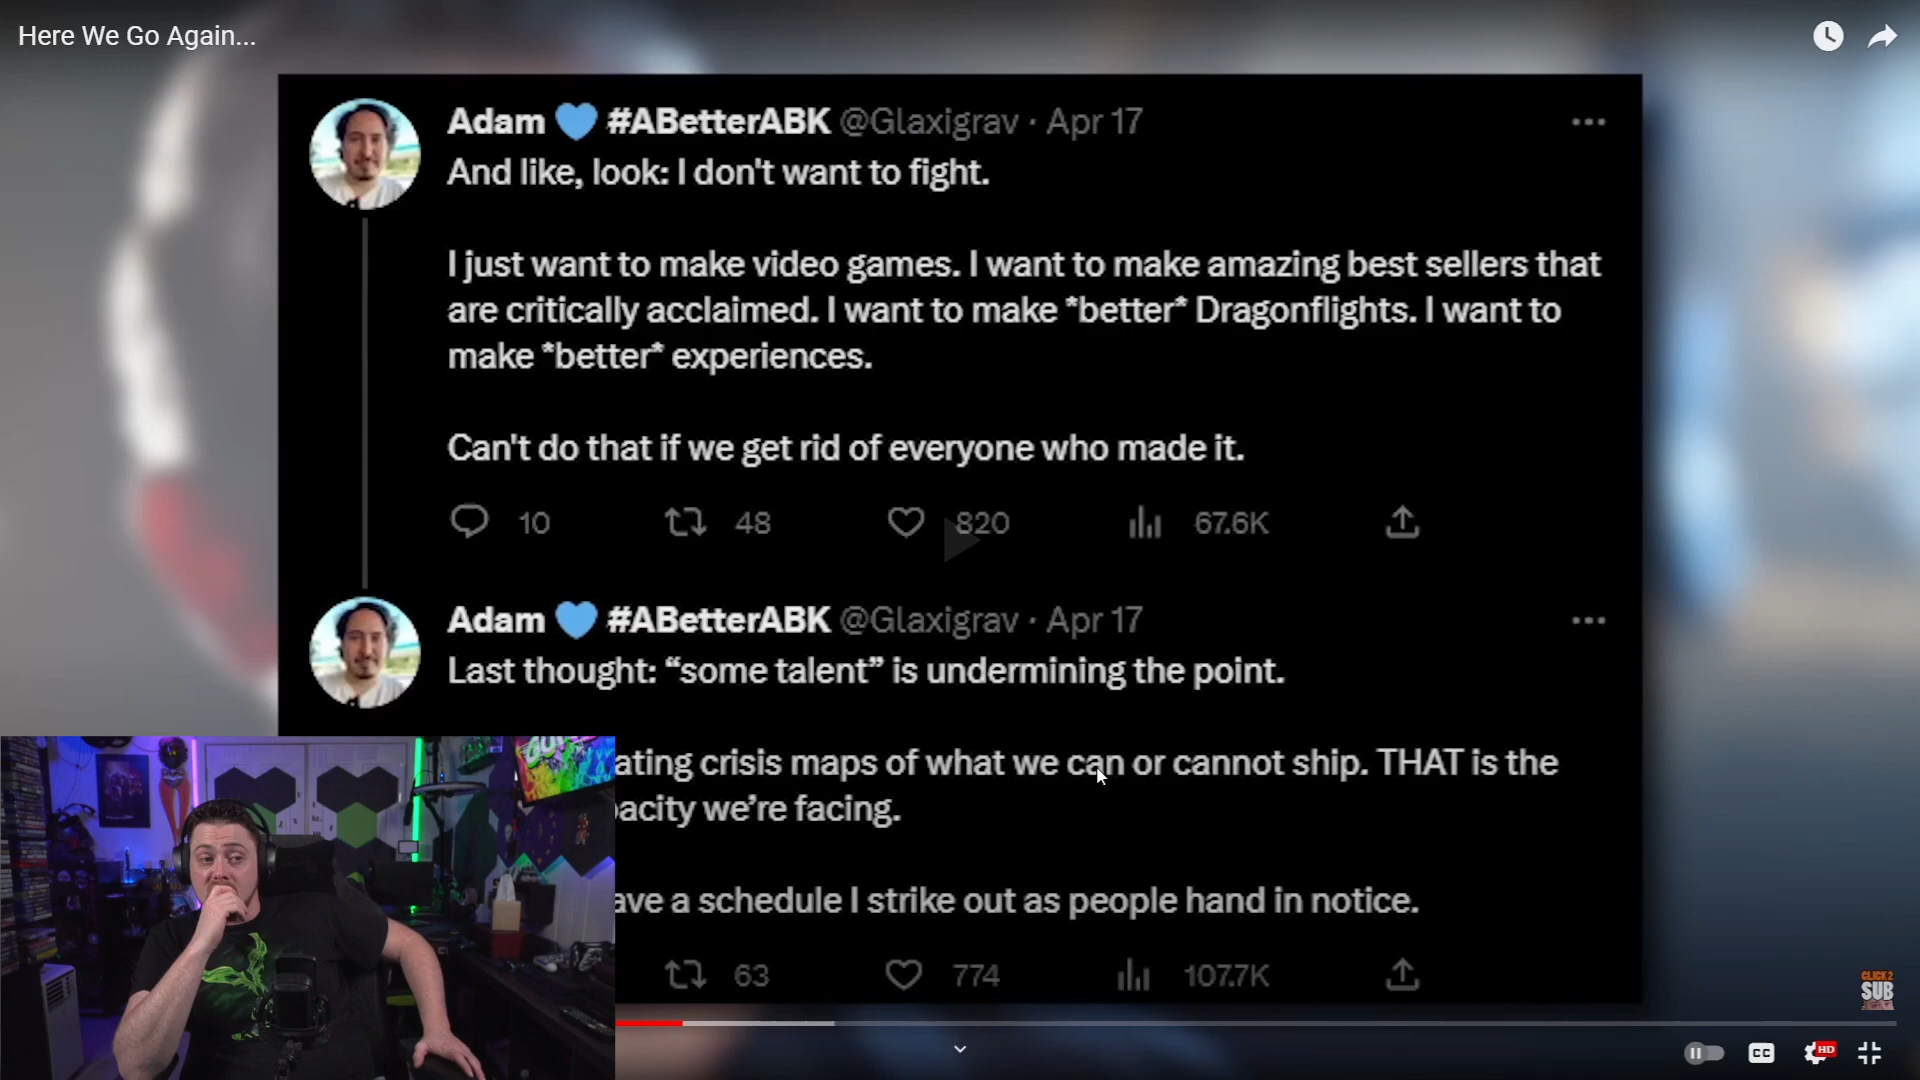 Here We Go Again...
Adam 💙 #ABetterABK @Glaxigrav · Apr 17
And like, look: I don't want to fight.
I just want to make video games. I want to make amazing best sellers that
are critically acclaimed. I want to make *better* Dragonflights. I want to
make *better* experiences.
Can't do that if we get rid of everyone who made it.
10 48 820 67.6K
Adam 💙 #ABetterABK @Glaxigrav · Apr 17
Last thought: “some talent” is undermining the point.
ating crisis maps of what we can or cannot ship. THAT is the
acity we’re facing.
ave a schedule I strike out as people hand in notice.
63 774 107.7K
CLICK 2
SUB
CC
HD